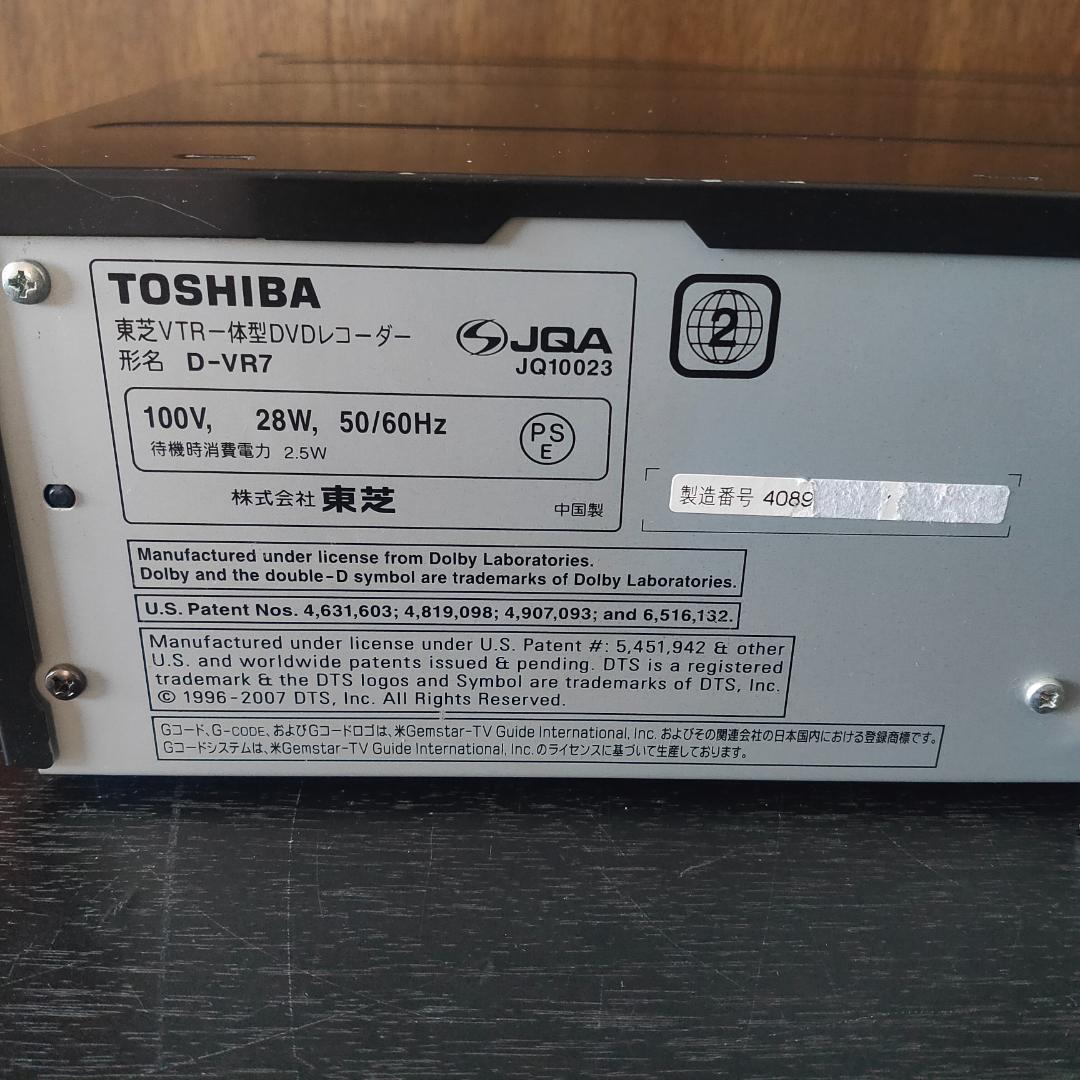 TOSHIBA
東芝VTR一体型DVDレコーダー
形名 D-VR7
JQA
JQ10023
100V, 28W, 50/60Hz
待機時消費電力 2.5W
PSE
株式会社 東芝
中国製
2
製造番号 4089
Manufactured under license from Dolby Laboratories.
Dolby and the double-D symbol are trademarks of Dolby Laboratories.
U.S. Patent Nos. 4,631,603; 4,819,098; 4,907,093; and 6,516,132.
Manufactured under license under U.S. Patent #: 5,451,942 & other
U.S. and worldwide patents issued & pending. DTS is a registered
trademark & the DTS logos and Symbol are trademarks of DTS, Inc.
© 1996-2007 DTS, Inc. All Rights Reserved.
Gコード、G-CODE、およびGコードロゴは、米Gemstar-TV Guide International, Inc. およびその関連会社の日本国内における登録商標です。
Gコードシステムは、米Gemstar-TV Guide International, Inc. のライセンスに基づいて生産しております。